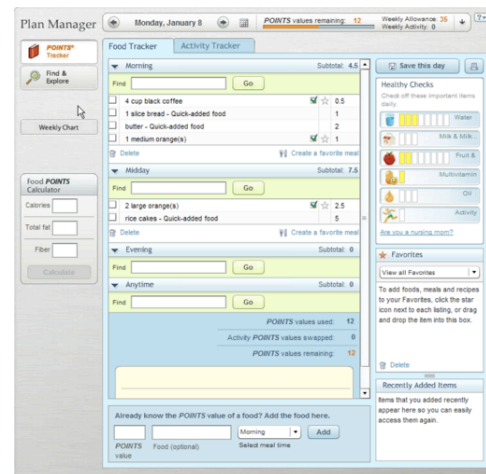 Plan Manager
Monday, January 8
POINTS values remaining: 12
Weekly Allowance: 35
Weekly Activity: 0
POINTS Tracker
Find & Explore
Weekly Chart
Food POINTS Calculator
Calories
Total fat
Fiber
Calculate
Food Tracker
Activity Tracker
Morning Subtotal: 4.5
Find Go
4 cup black coffee 0.5
1 slice bread - Quick-added food 1
butter - Quick-added food 2
1 medium orange(s) 1
Delete Create a favorite meal
Midday Subtotal: 7.5
Find Go
2 large orange(s) 2.5
rice cakes - Quick-added food 5
Delete Create a favorite meal
Evening Subtotal: 0
Find Go
Anytime Subtotal: 0
Find Go
POINTS values used: 12
Activity POINTS values swapped: 0
POINTS values remaining: 12
Already know the POINTS value of a food? Add the food here.
Morning Add
POINTS value
Food (optional)
Select meal time
Save this day
Healthy Checks
Check off these important items
daily.
Water
Milk & Milk
Fruit &
Multivitamin
Oil
Activity
Are you a nursing mom?
Favorites
View all Favorites
To add foods, meals and recipes
to your Favorites, click the star
icon next to each listing, or drag
and drop the item into this box.
Delete
Recently Added Items
Items that you added recently
appear here so you can easily
access them again.